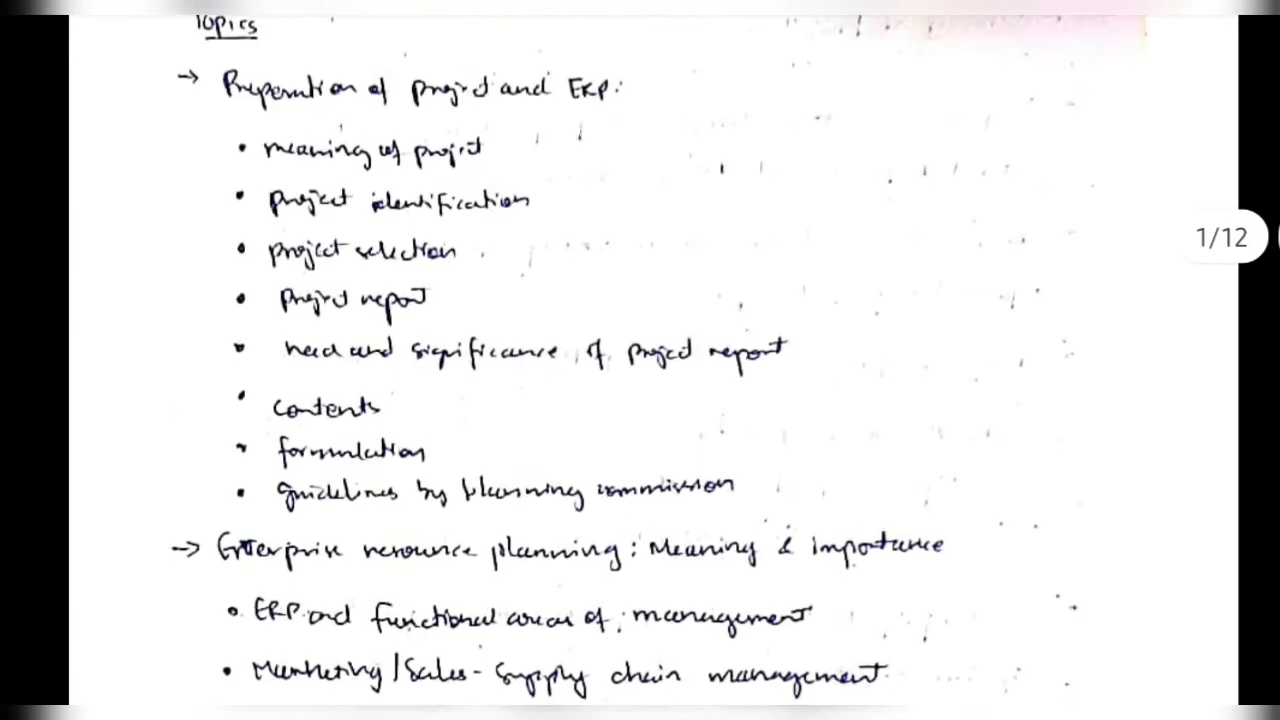 Topics
→ Preparation of project and ERP:
• meaning of project
• project identification
• project selection
• project report
• need and significance of project report
• contents
• formulation
• guidelines by planning commission
→ Enterprise resource planning: Meaning & importance
• ERP and functional areas of management
• Marketing/Sales - supply chain management
1/12